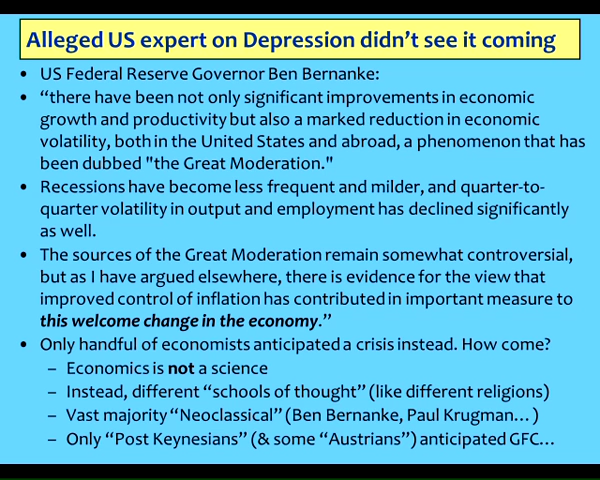 Alleged US expert on Depression didn't see it coming
• US Federal Reserve Governor Ben Bernanke:
• “there have been not only significant improvements in economic
growth and productivity but also a marked reduction in economic
volatility, both in the United States and abroad, a phenomenon that has
been dubbed "the Great Moderation."
• Recessions have become less frequent and milder, and quarter-to-
quarter volatility in output and employment has declined significantly
as well.
• The sources of the Great Moderation remain somewhat controversial,
but as I have argued elsewhere, there is evidence for the view that
improved control of inflation has contributed in important measure to
this welcome change in the economy.”
• Only handful of economists anticipated a crisis instead. How come?
– Economics is not a science
– Instead, different “schools of thought” (like different religions)
– Vast majority “Neoclassical” (Ben Bernanke, Paul Krugman…)
– Only “Post Keynesians” (& some “Austrians”) anticipated GFC…